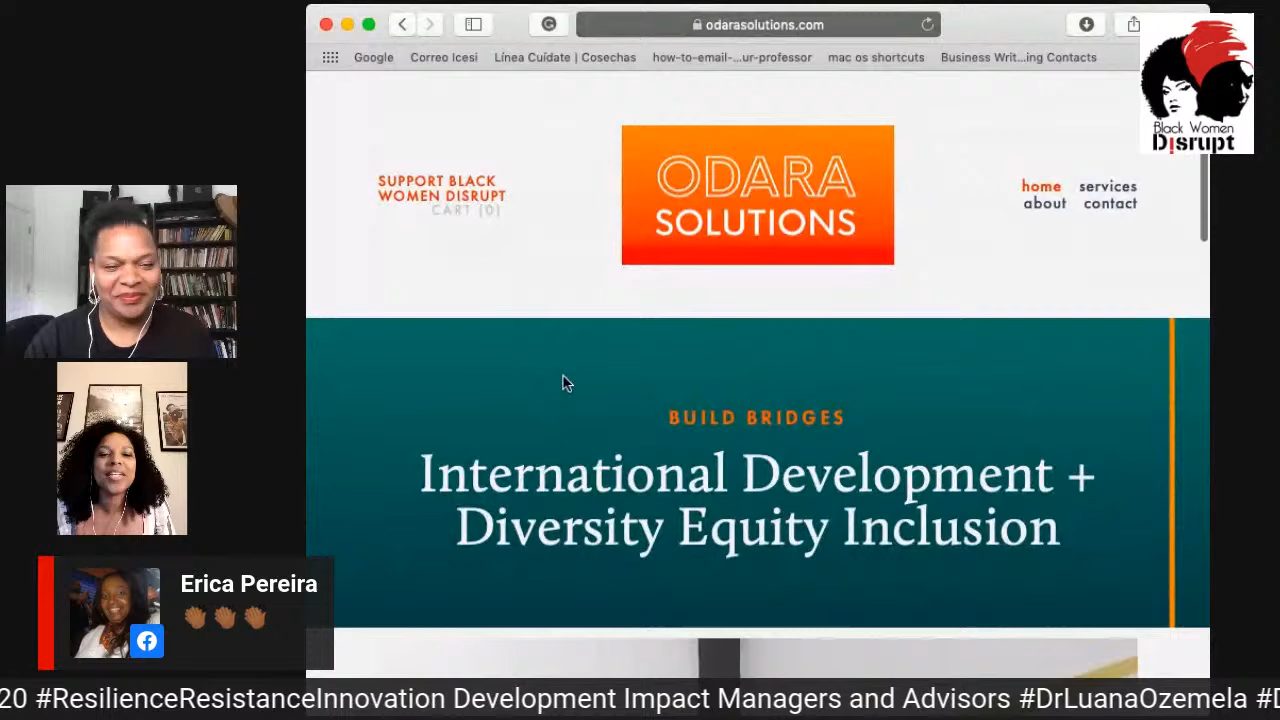 odarasolutions.com
Google Correo Icesi Línea Cuídate | Cosechas how-to-email-...ur-professor mac os shortcuts Business Writ...ing Contacts
Black Women
Disrupt
SUPPORT BLACK
WOMEN DISRUPT
CART (0)
ODARA
SOLUTIONS
home services
about contact
BUILD BRIDGES
International Development +
Diversity Equity Inclusion
Erica Pereira
20 #ResilienceResistanceInnovation Development Impact Managers and Advisors #DrLuanaOzemela #D